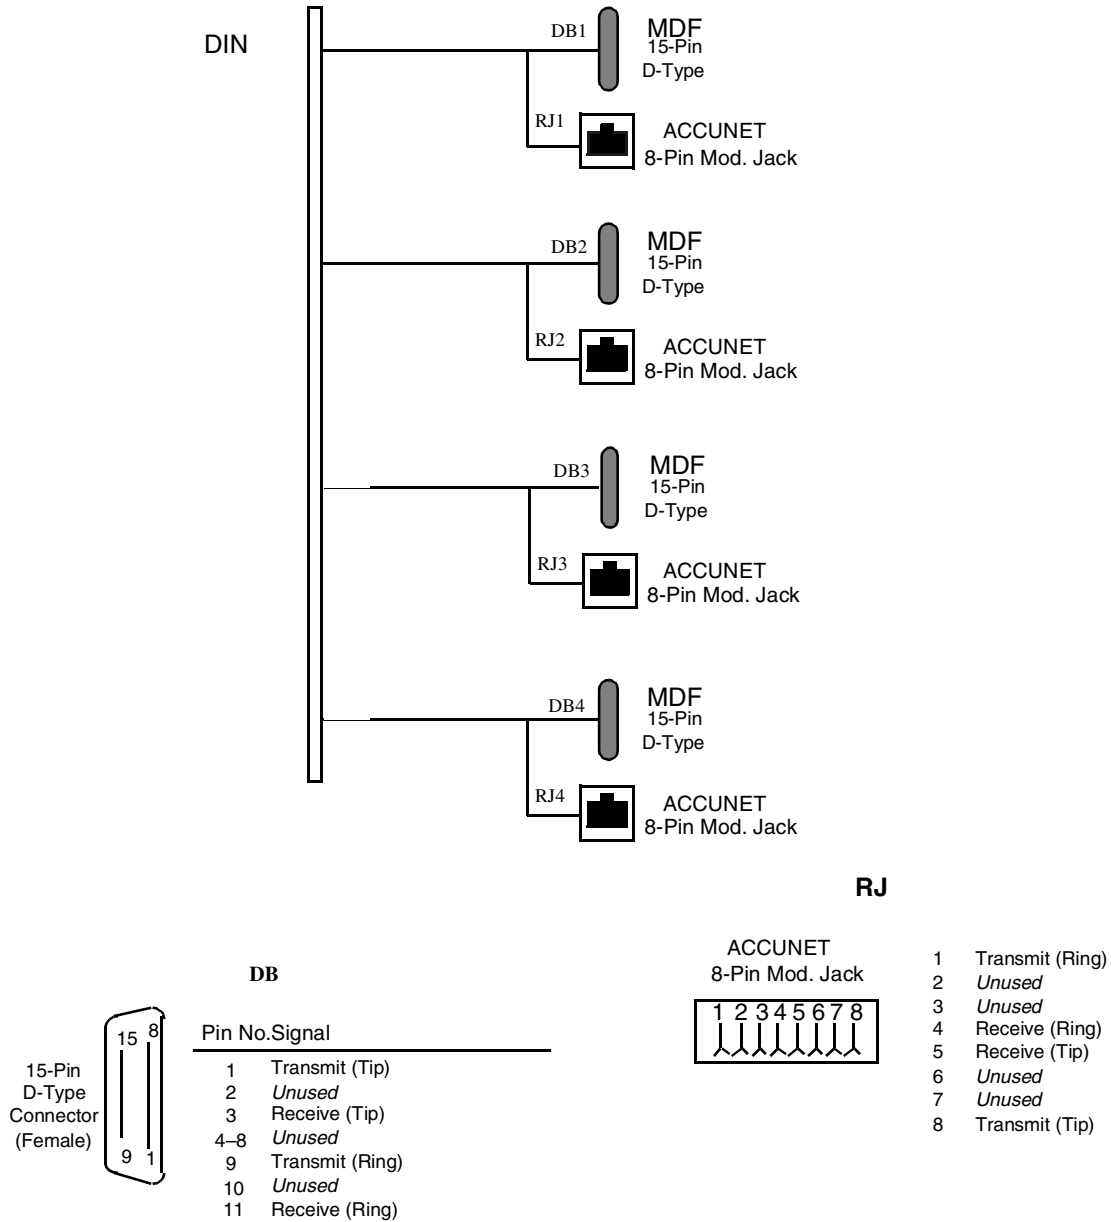 DIN
DB1
MDF
15-Pin
D-Type
RJ1
ACCUNET
8-Pin Mod. Jack
DB2
MDF
15-Pin
D-Type
RJ2
ACCUNET
8-Pin Mod. Jack
DB3
MDF
15-Pin
D-Type
RJ3
ACCUNET
8-Pin Mod. Jack
DB4
MDF
15-Pin
D-Type
RJ4
ACCUNET
8-Pin Mod. Jack
DB
15-Pin
D-Type
Connector
(Female)
15 8
9 1
Pin No.Signal
1 Transmit (Tip)
2 Unused
3 Receive (Tip)
4–8 Unused
9 Transmit (Ring)
10 Unused
11 Receive (Ring)
RJ
ACCUNET
8-Pin Mod. Jack
1 2 3 4 5 6 7 8
1 Transmit (Ring)
2 Unused
3 Unused
4 Receive (Ring)
5 Receive (Tip)
6 Unused
7 Unused
8 Transmit (Tip)